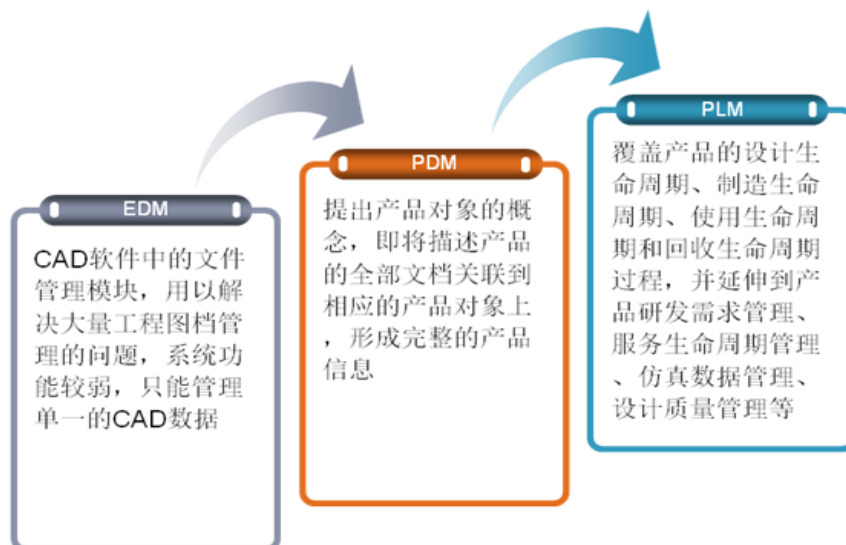 EDM
CAD软件中的文件
管理模块，用以解
决大量工程图档管
理的问题，系统功
能较弱，只能管理
单一的CAD数据
PDM
提出产品对象的概
念，即将描述产品
的全部文档关联到
相应的产品对象上
，形成完整的产品
信息
PLM
覆盖产品的设计生
命周期、制造生命
周期、使用生命周
期和回收生命周期
过程，并延伸到产
品研发需求管理、
服务生命周期管理
、仿真数据管理、
设计质量管理等